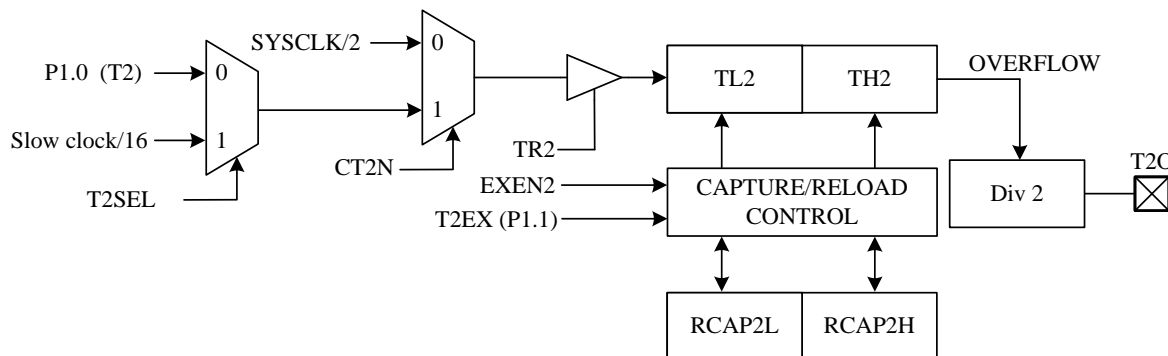 SYSCLK/2
0
P1.0 (T2)
0
TL2
TH2
OVERFLOW
Slow clock/16
1
1
T2SEL
CT2N
TR2
EXEN2
T2EX (P1.1)
CAPTURE/RELOAD
CONTROL
Div 2
T2O
RCAP2L
RCAP2H